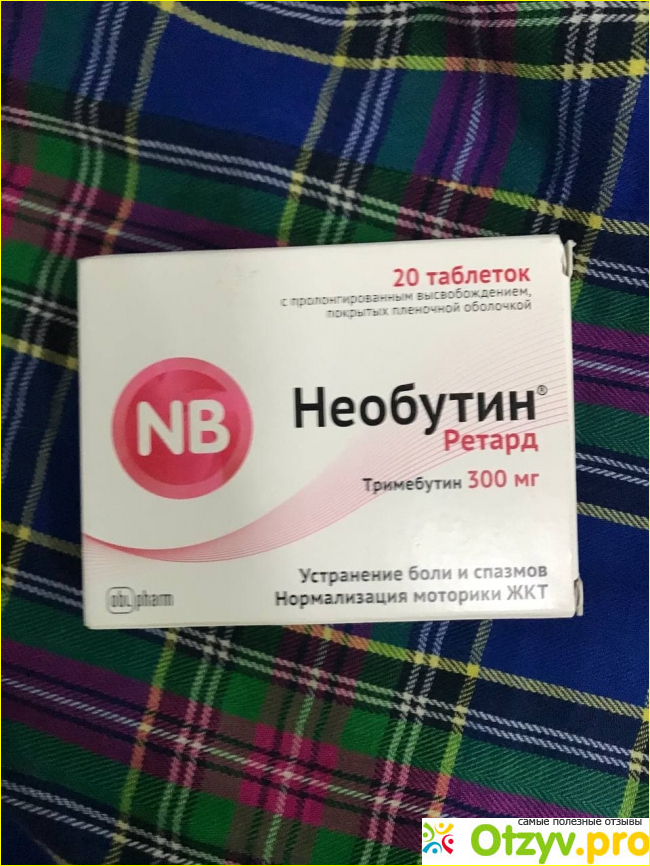 20 таблеток
с пролонгированным высвобождением,
покрытых пленочной оболочкой
NB
Необутин®
Ретард
Тримебутин 300 мг
Устранение боли и спазмов
Нормализация моторики ЖКТ
obl pharm
самые полезные отзывы
Otzyv.pro